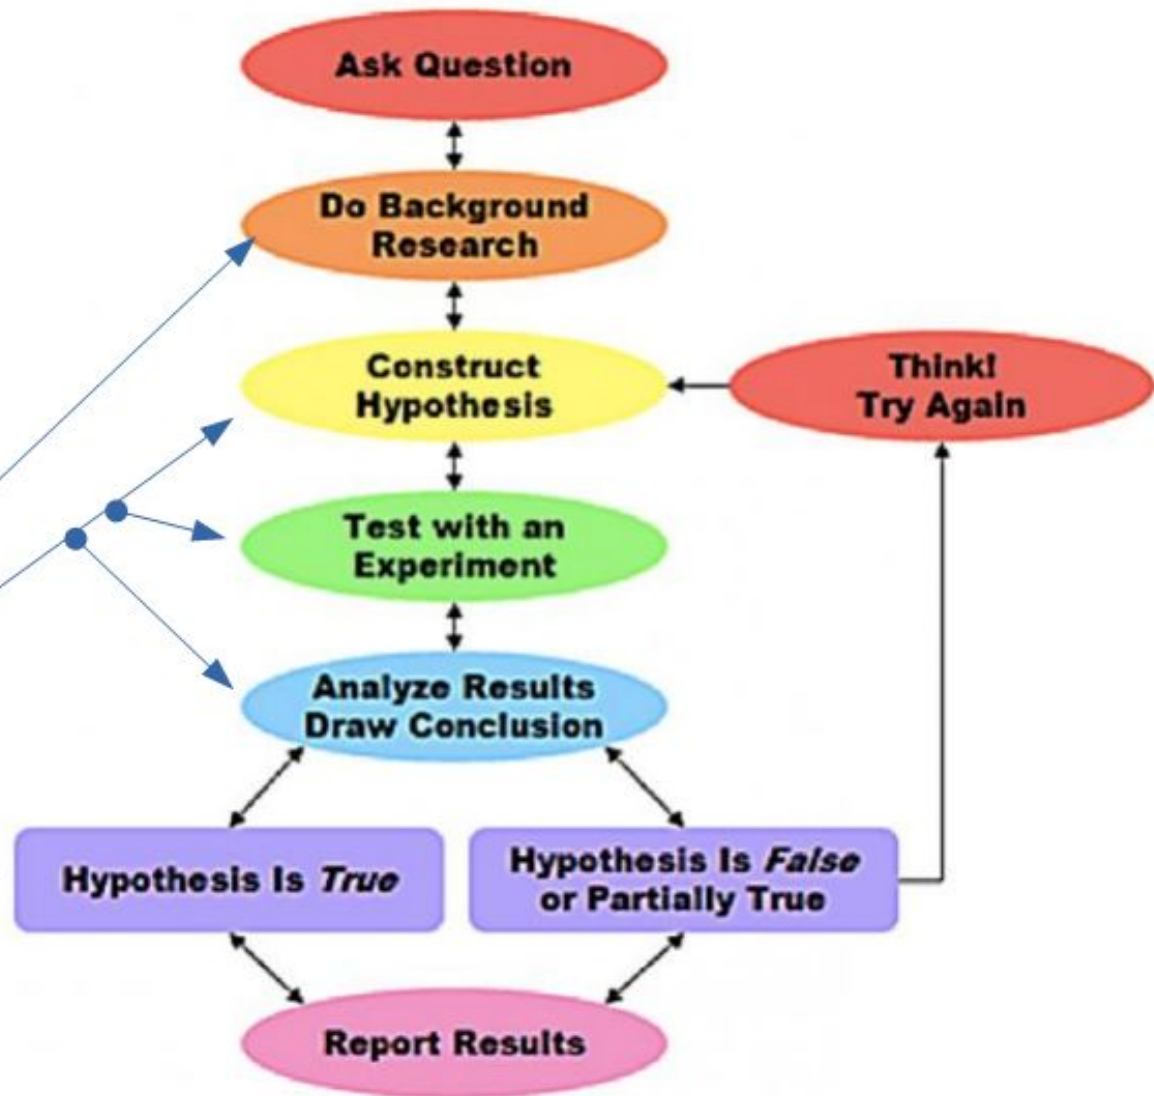 Ask Question
Do Background
Research
Construct
Hypothesis
Think!
Try Again
Test with an
Experiment
Analyze Results
Draw Conclusion
Hypothesis Is True
Hypothesis Is False
or Partially True
Report Results